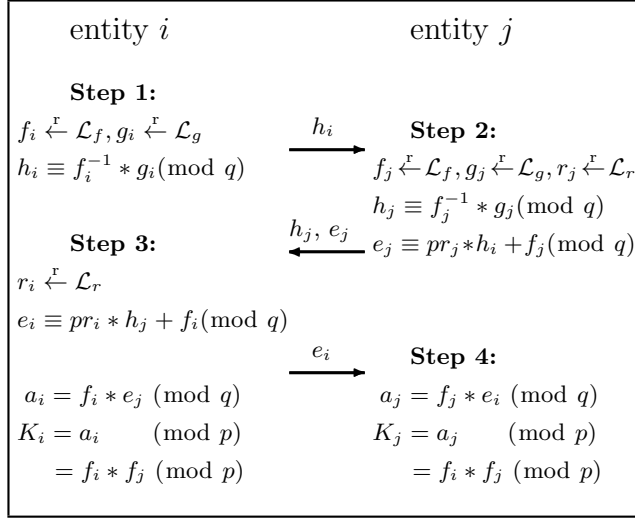 entity i entity j
Step 1:
f_i ←^r ℒ_f, g_i ←^r ℒ_g
h_i ≡ f_i^{-1} * g_i(mod q)
h_i
Step 2:
f_j ←^r ℒ_f, g_j ←^r ℒ_g, r_j ←^r ℒ_r
h_j ≡ f_j^{-1} * g_j(mod q)
e_j ≡ pr_j * h_i + f_j(mod q)
h_j, e_j
Step 3:
r_i ←^r ℒ_r
e_i ≡ pr_i * h_j + f_i(mod q)
e_i
a_i = f_i * e_j (mod q)
K_i = a_i (mod p)
= f_i * f_j (mod p)
Step 4:
a_j = f_j * e_i (mod q)
K_j = a_j (mod p)
= f_i * f_j (mod p)